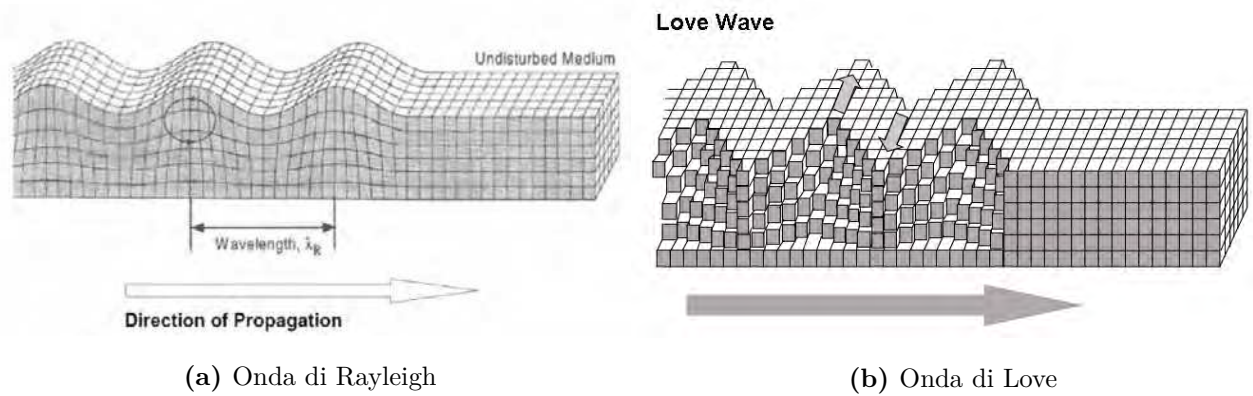 Undisturbed Medium
Wavelength, λR
Direction of Propagation
(a) Onda di Rayleigh
Love Wave
(b) Onda di Love